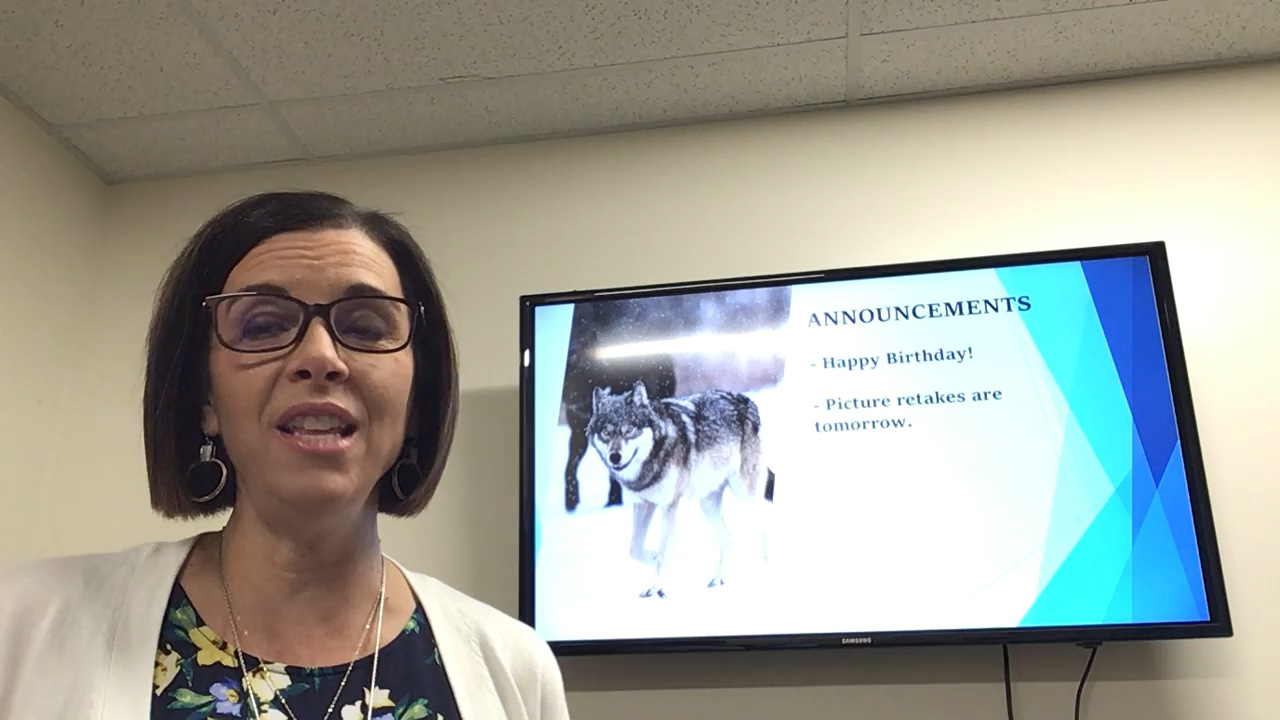 ANNOUNCEMENTS
- Happy Birthday!
- Picture retakes are
tomorrow.
SAMSUNG